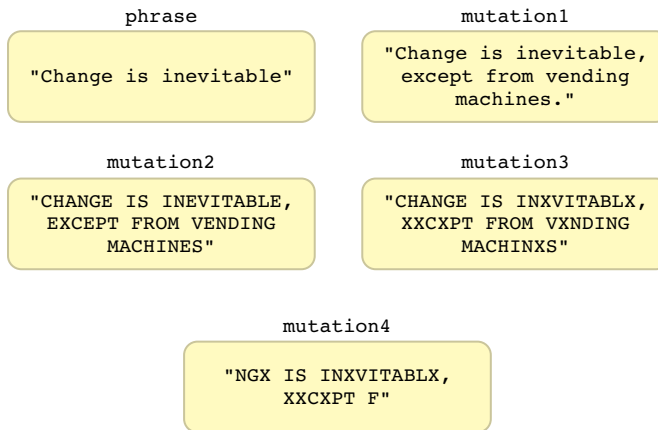 phrase
"Change is inevitable"
mutation1
"Change is inevitable,
except from vending
machines."
mutation2
"CHANGE IS INEVITABLE,
EXCEPT FROM VENDING
MACHINES"
mutation3
"CHANGE IS INXVITABLX,
XXCXPT FROM VXNDING
MACHINXS"
mutation4
"NGX IS INXVITABLX,
XXCXPT F"